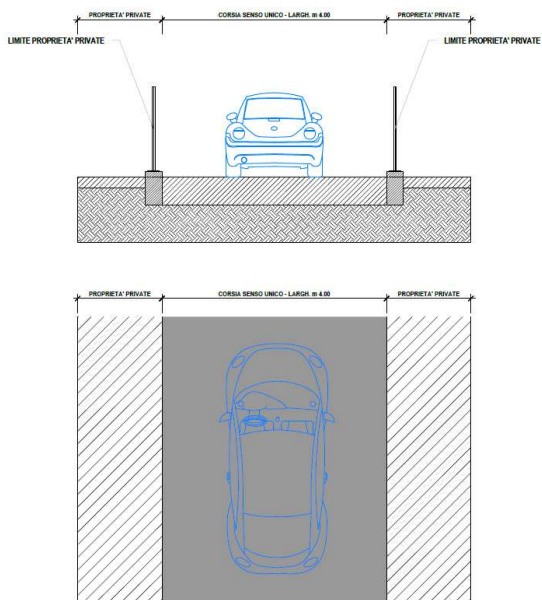 PROPRIETA' PRIVATE CORSIA SENSO UNICO - LARGH. m 4.00 PROPRIETA' PRIVATE
LIMITE PROPRIETA' PRIVATE LIMITE PROPRIETA' PRIVATE
PROPRIETA' PRIVATE CORSIA SENSO UNICO - LARGH. m 4.00 PROPRIETA' PRIVATE